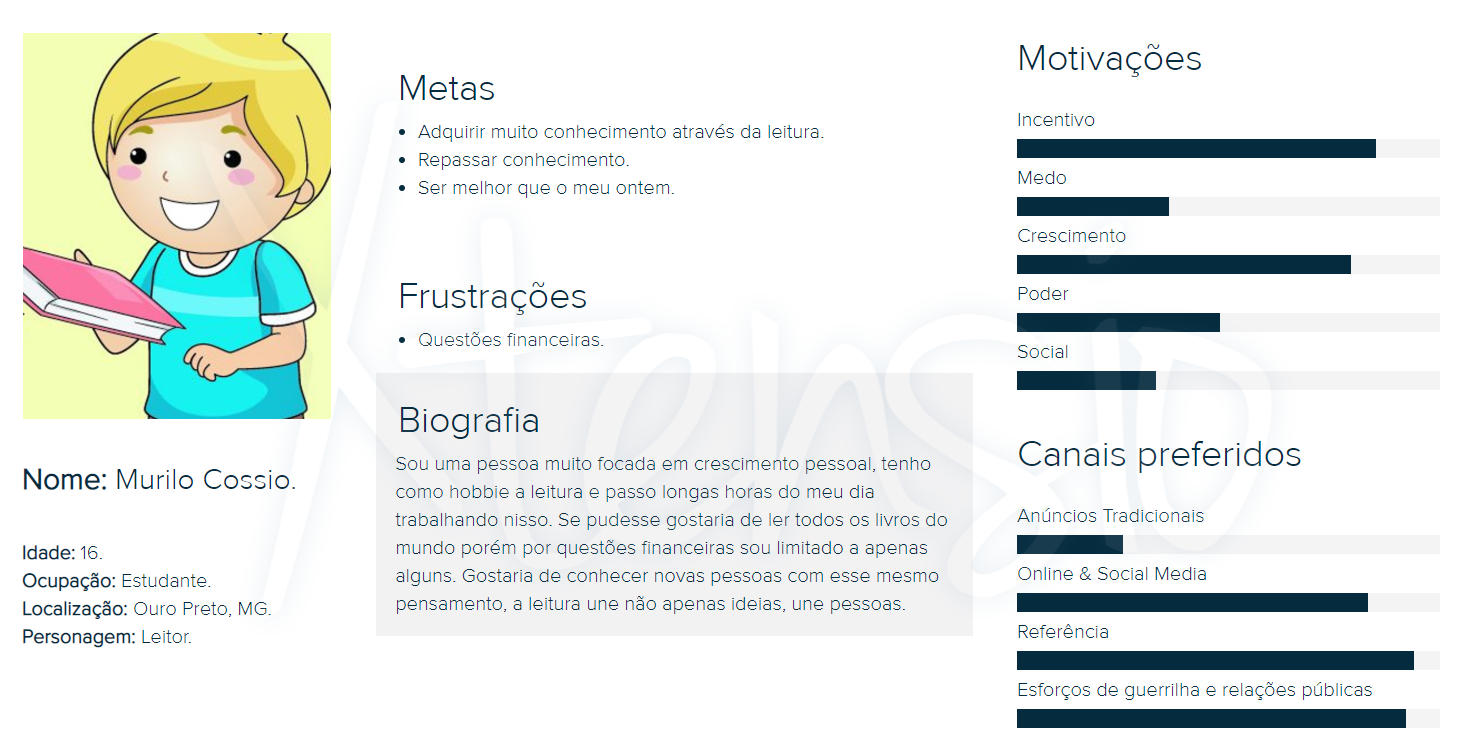 Nome: Murilo Cossio.
Idade: 16.
Ocupação: Estudante.
Localização: Ouro Preto, MG.
Personagem: Leitor.
Metas
• Adquirir muito conhecimento através da leitura.
• Repassar conhecimento.
• Ser melhor que o meu ontem.
Frustrações
• Questões financeiras.
Biografia
Sou uma pessoa muito focada em crescimento pessoal, tenho
como hobbie a leitura e passo longas horas do meu dia
trabalhando nisso. Se pudesse gostaria de ler todos os livros do
mundo porém por questões financeiras sou limitado a apenas
alguns. Gostaria de conhecer novas pessoas com esse mesmo
pensamento, a leitura une não apenas ideias, une pessoas.
Motivações
Incentivo
Medo
Crescimento
Poder
Social
Canais preferidos
Anúncios Tradicionais
Online & Social Media
Referência
Esforços de guerrilha e relações públicas
Xtensio